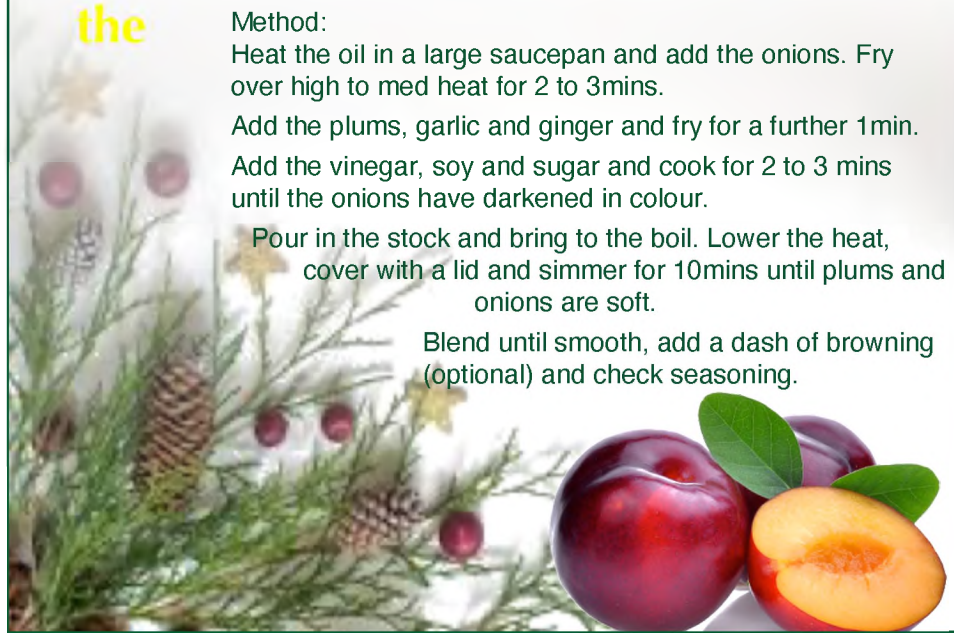 the
Method:
Heat the oil in a large saucepan and add the onions. Fry
over high to med heat for 2 to 3mins.
Add the plums, garlic and ginger and fry for a further 1min.
Add the vinegar, soy and sugar and cook for 2 to 3 mins
until the onions have darkened in colour.
Pour in the stock and bring to the boil. Lower the heat,
cover with a lid and simmer for 10mins until plums and
onions are soft.
Blend until smooth, add a dash of browning
(optional) and check seasoning.